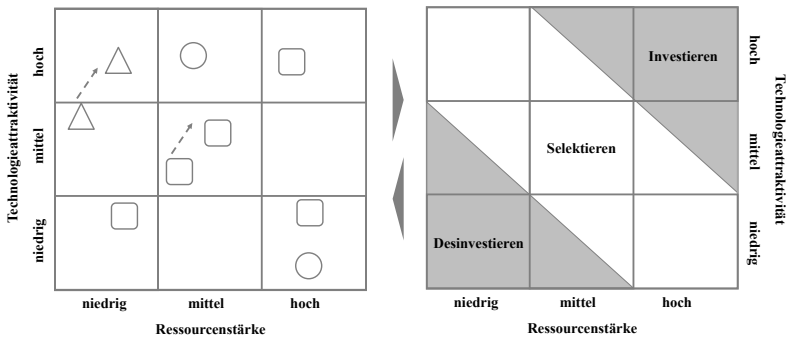 Technologieattraktivität
hoch
mittel
niedrig
niedrig
mittel
hoch
Ressourcenstärke
Investieren
Selektieren
Desinvestieren
hoch
mittel
niedrig
Technologieattraktivität
niedrig
mittel
hoch
Ressourcenstärke